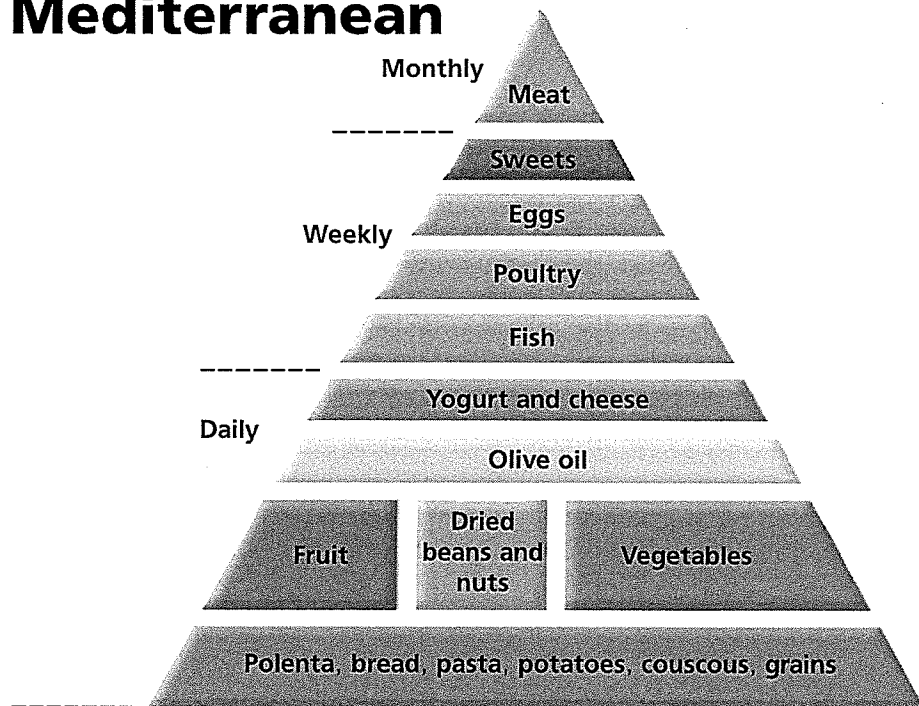 Mediterranean
Monthly
Meat
Sweets
Eggs
Weekly
Poultry
Fish
Yogurt and cheese
Daily
Olive oil
Fruit
Dried
beans and
nuts
Vegetables
Polenta, bread, pasta, potatoes, couscous, grains